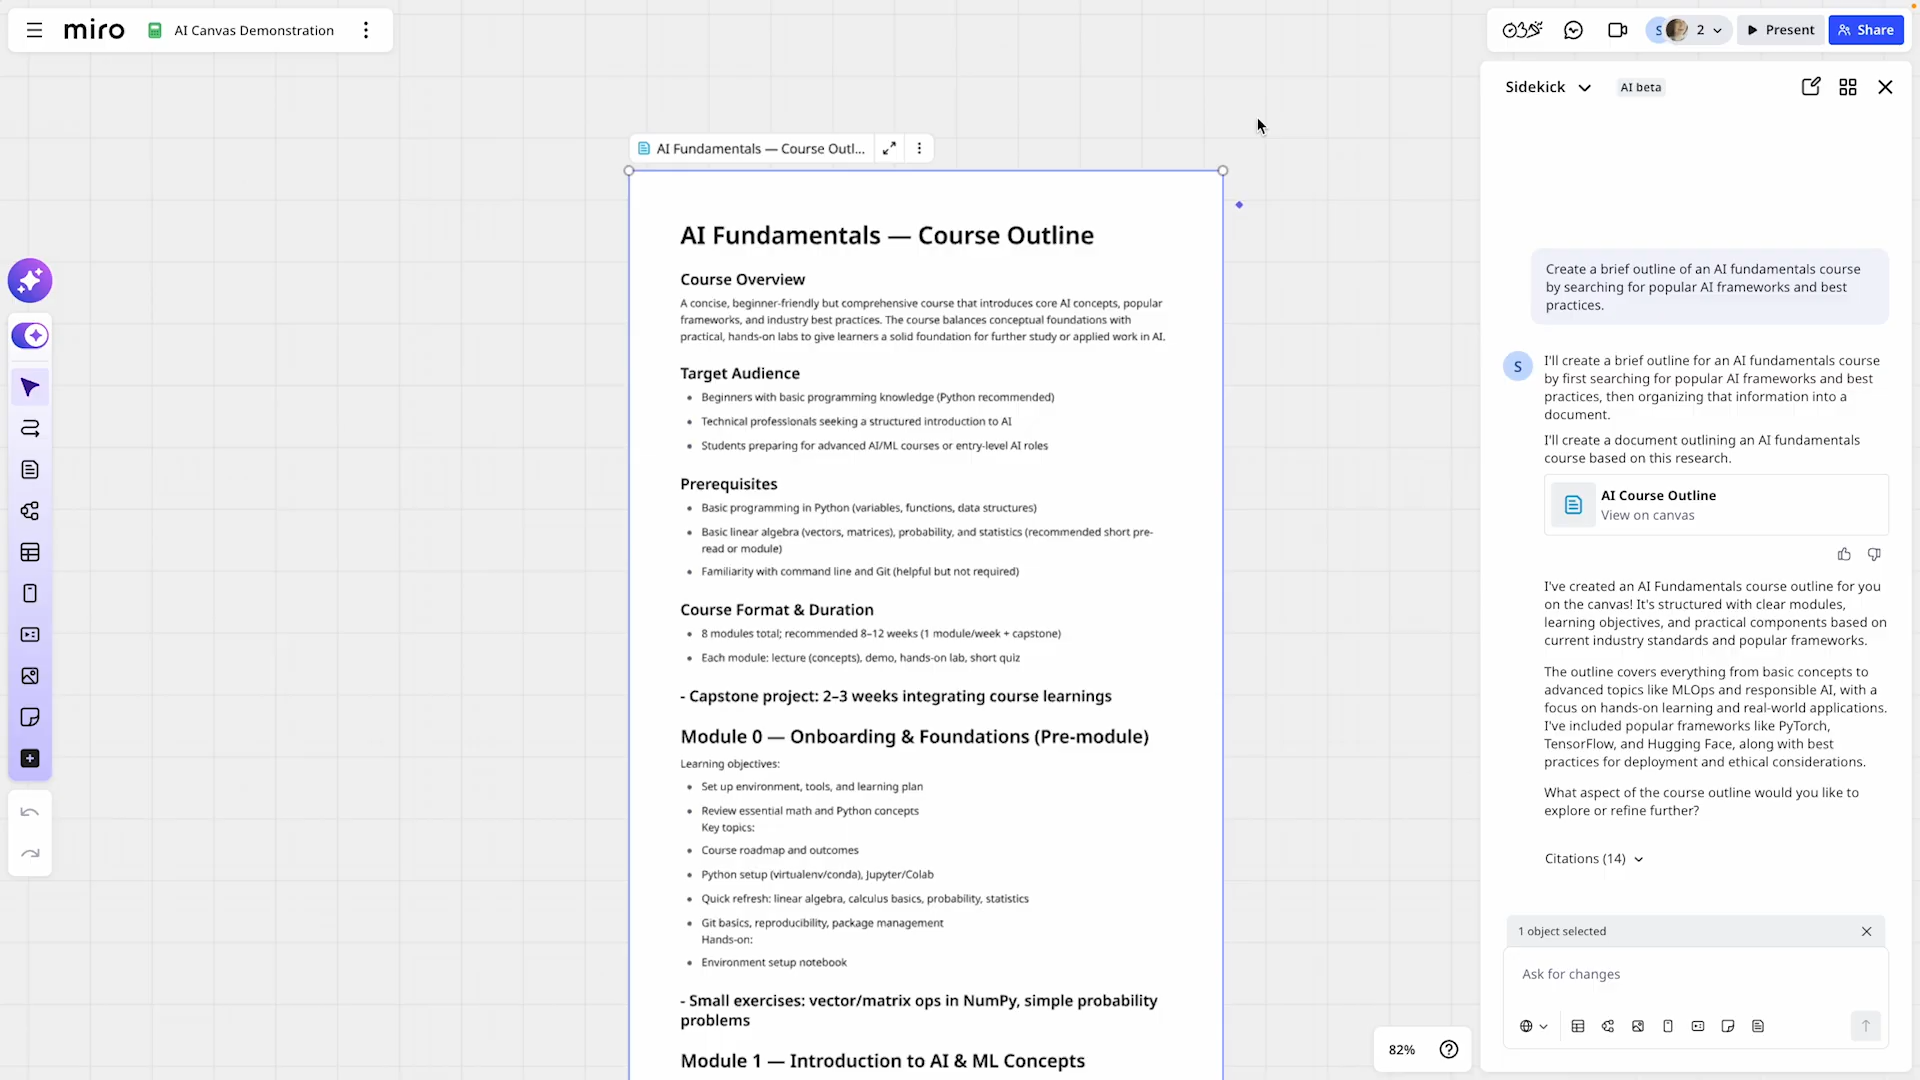 miro
AI Canvas Demonstration
S
2
Present
Share
Sidekick
AI beta
AI Fundamentals — Course Outl...
AI Fundamentals — Course Outline
Course Overview
A concise, beginner-friendly but comprehensive course that introduces core AI concepts, popular
frameworks, and industry best practices. The course balances conceptual foundations with
practical, hands-on labs to give learners a solid foundation for further study or applied work in AI.
Target Audience
Beginners with basic programming knowledge (Python recommended)
Technical professionals seeking a structured introduction to AI
Students preparing for advanced AI/ML courses or entry-level AI roles
Prerequisites
Basic programming in Python (variables, functions, data structures)
Basic linear algebra (vectors, matrices), probability, and statistics (recommended short pre-
read or module)
Familiarity with command line and Git (helpful but not required)
Course Format & Duration
8 modules total; recommended 8–12 weeks (1 module/week + capstone)
Each module: lecture (concepts), demo, hands-on lab, short quiz
- Capstone project: 2–3 weeks integrating course learnings
Module 0 — Onboarding & Foundations (Pre-module)
Learning objectives:
Set up environment, tools, and learning plan
Review essential math and Python concepts
Key topics:
Course roadmap and outcomes
Python setup (virtualenv/conda), Jupyter/Colab
Quick refresh: linear algebra, calculus basics, probability, statistics
Git basics, reproducibility, package management
Hands-on:
Environment setup notebook
- Small exercises: vector/matrix ops in NumPy, simple probability
problems
Module 1 — Introduction to AI & ML Concepts
Create a brief outline of an AI fundamentals course
by searching for popular AI frameworks and best
practices.
S
I'll create a brief outline for an AI fundamentals course
by first searching for popular AI frameworks and best
practices, then organizing that information into a
document.
I'll create a document outlining an AI fundamentals
course based on this research.
AI Course Outline
View on canvas
I've created an AI Fundamentals course outline for you
on the canvas! It's structured with clear modules,
learning objectives, and practical components based on
current industry standards and popular frameworks.
The outline covers everything from basic concepts to
advanced topics like MLOps and responsible AI, with a
focus on hands-on learning and real-world applications.
I've included popular frameworks like PyTorch,
TensorFlow, and Hugging Face, along with best
practices for deployment and ethical considerations.
What aspect of the course outline would you like to
explore or refine further?
Citations (14)
1 object selected
Ask for changes
82%